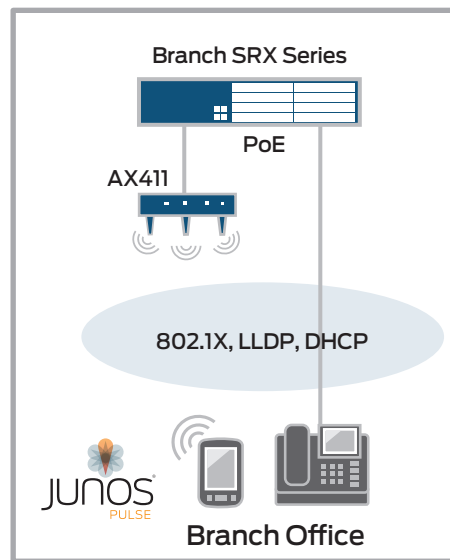 Branch SRX Series
PoE
AX411
802.1X, LLDP, DHCP
JUNOS®
PULSE
Branch Office